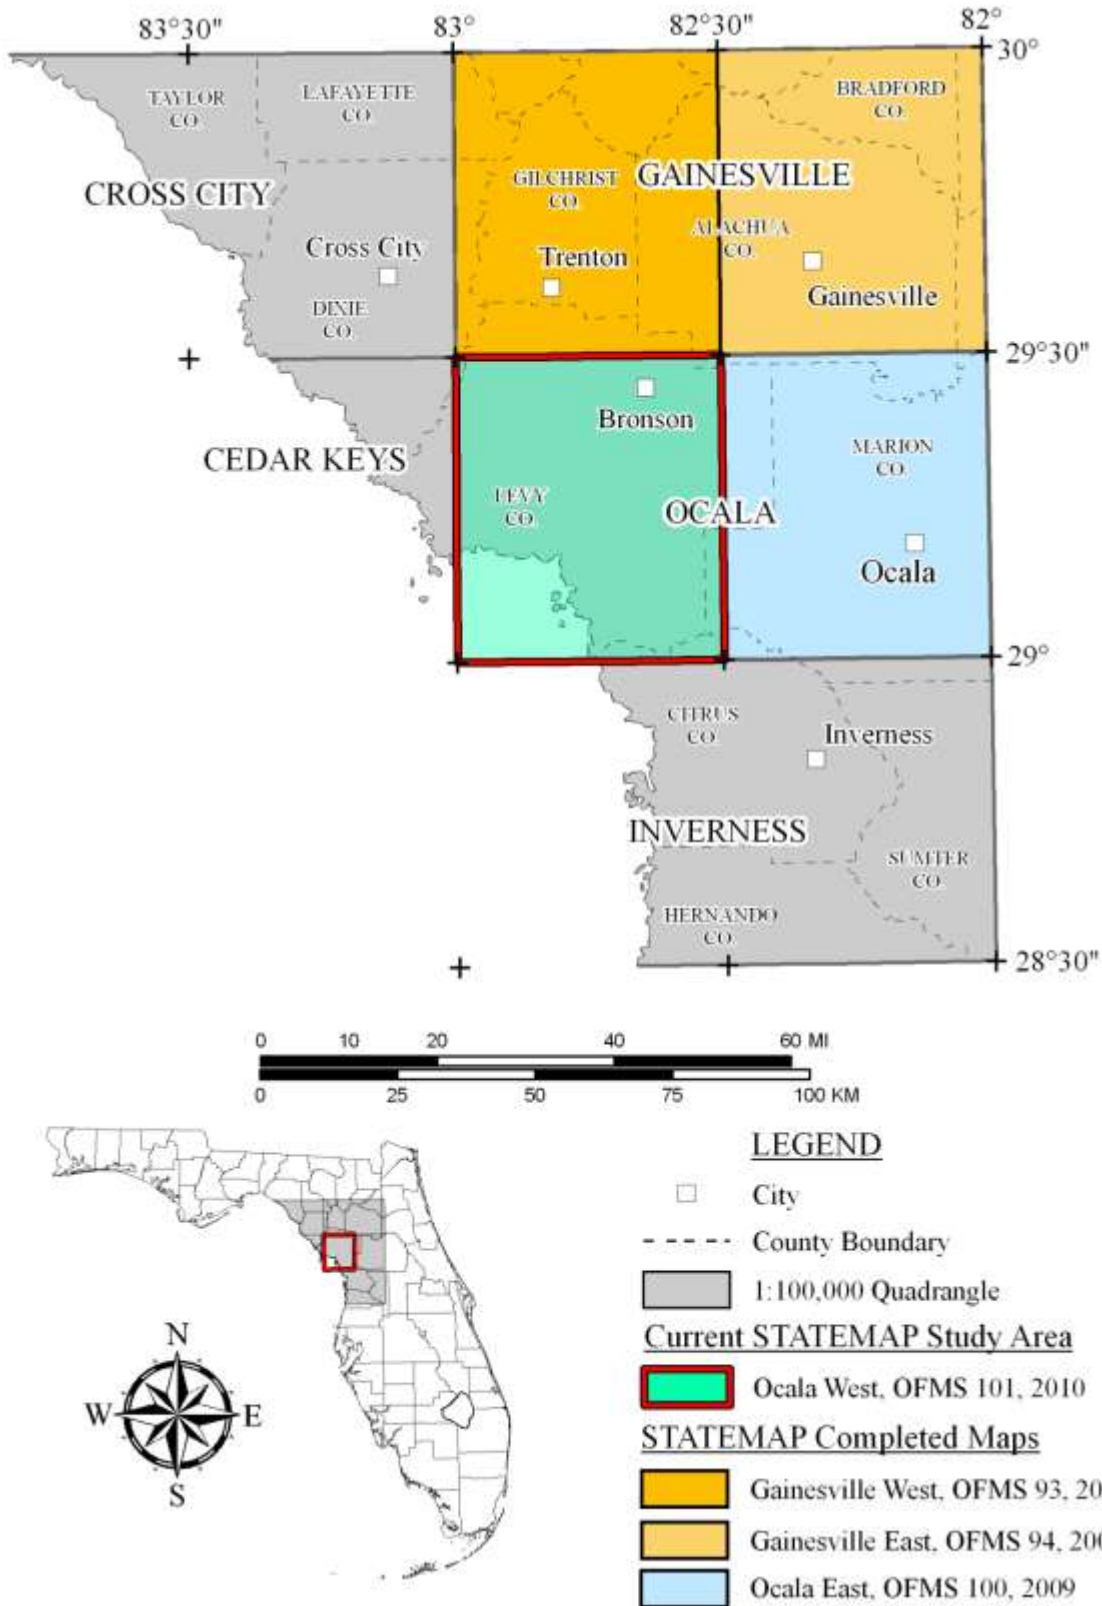 83°30" 83° 82°30" 82°
30°
TAYLOR
CO.
LAFAYETTE
CO.
BRADFORD
CO.
CROSS CITY
GILCHRIST
CO.
GAINESVILLE
ALACHUA
CO.
Cross City
Trenton
Gainesville
DIXIE
CO.
29°30"
Bronson
CEDAR KEYS
MARION
CO.
LEVY
CO.
OCALA
Ocala
29°
CITRUS
CO.
Inverness
INVERNESS
SUMTER
CO.
HERNANDO
CO.
28°30"
0 10 20 40 60 MI
0 25 50 75 100 KM
LEGEND
City
County Boundary
1:100,000 Quadrangle
Current STATEMAP Study Area
Ocala West, OFMS 101, 2010
STATEMAP Completed Maps
Gainesville West, OFMS 93, 20
Gainesville East, OFMS 94, 200
Ocala East, OFMS 100, 2009
N
W E
S